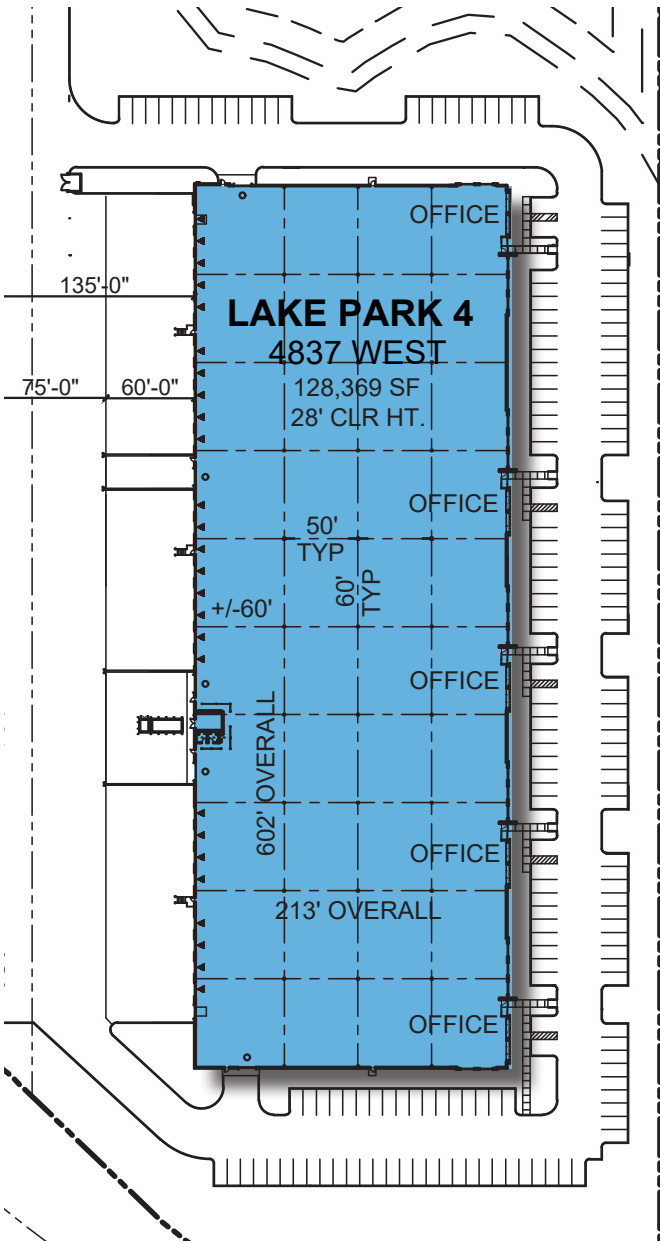 OFFICE
135'-0"
LAKE PARK 4
4837 WEST
75'-0"
60'-0"
128,369 SF
28' CLR HT.
OFFICE
50'
TYP
60'
TYP
+/-60'
OFFICE
602' OVERALL
OFFICE
213' OVERALL
OFFICE